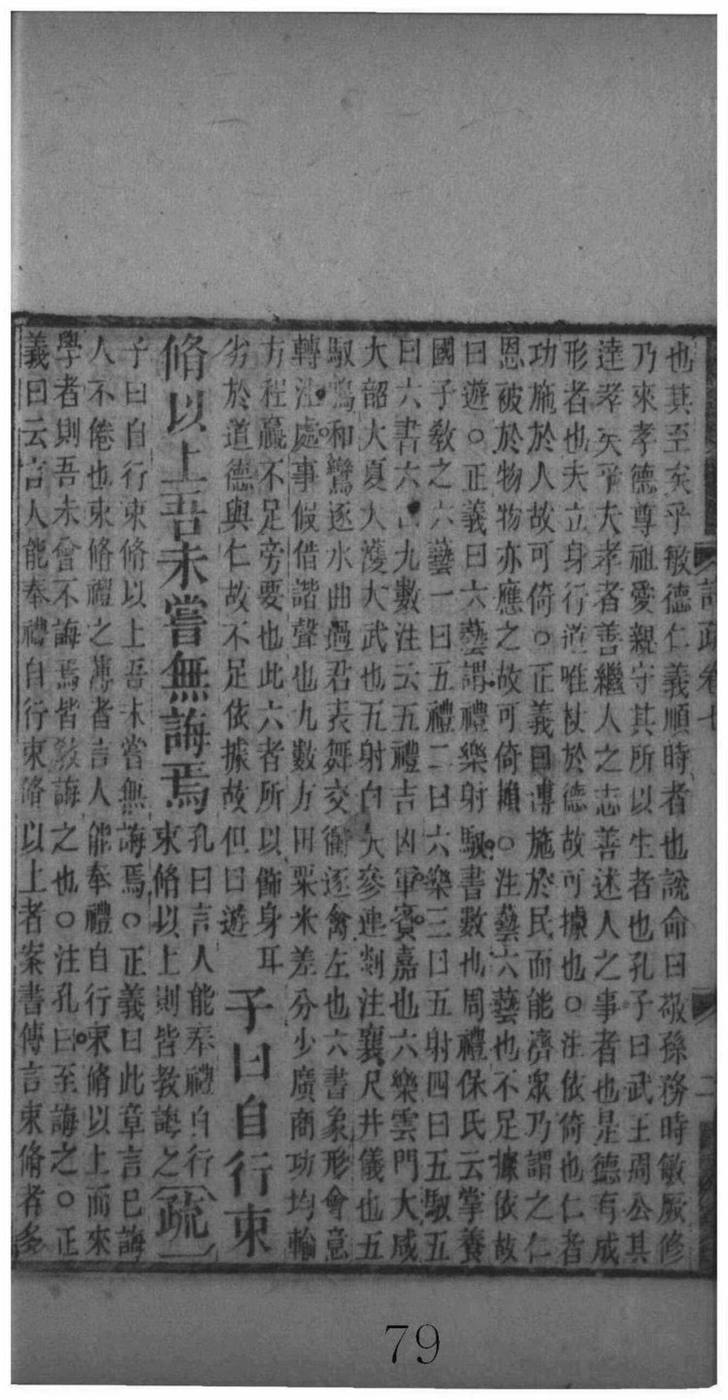 語疏卷七　二
也其至矣乎敏德仁義順時者也說命曰敬孫務時敏厥修
乃來孝德尊祖愛親守其所以生者也孔子曰武王周公其
達孝矣乎夫孝者善繼人之志善述人之事者也是德有成
形者也夫立身行道唯杖於德故可據也○注依倚也仁者
功施於人故可倚○正義曰溥施於民而能濟眾乃謂之仁
恩被於物物亦應之故可倚賴○注藝六藝也不足據依故
曰遊○正義曰六藝謂禮樂射馭書數也周禮保氏云掌養
國子敎之六藝一曰五禮二曰六樂三曰五射四曰五馭五
曰六書六曰九數注云五禮吉凶軍賓嘉也六樂雲門大咸
大韶大夏大濩大武也五射白矢參連剡注襄尺井儀也五
馭鳴和鸞逐水曲過君表舞交衢逐禽左也六書象形會意
轉注處事假借諧聲也九數方田粟米差分少廣商功均輸
方程贏不足旁要也此六者所以飾身耳
劣於道德與仁故不足依據故但曰遊
子曰自行束
脩以上吾未嘗無誨焉
孔曰言人能奉禮自行
束脩以上則皆教誨之
疏
子曰自行束脩以上吾未嘗無誨焉○正義曰此章言己誨
人不倦也束脩禮之薄者言人能奉禮自行束脩以上而來
學者則吾未曾不誨焉皆敎誨之也○注孔曰至誨之○正
義曰云言人能奉禮自行束脩以上者案書傳言束脩者多
79